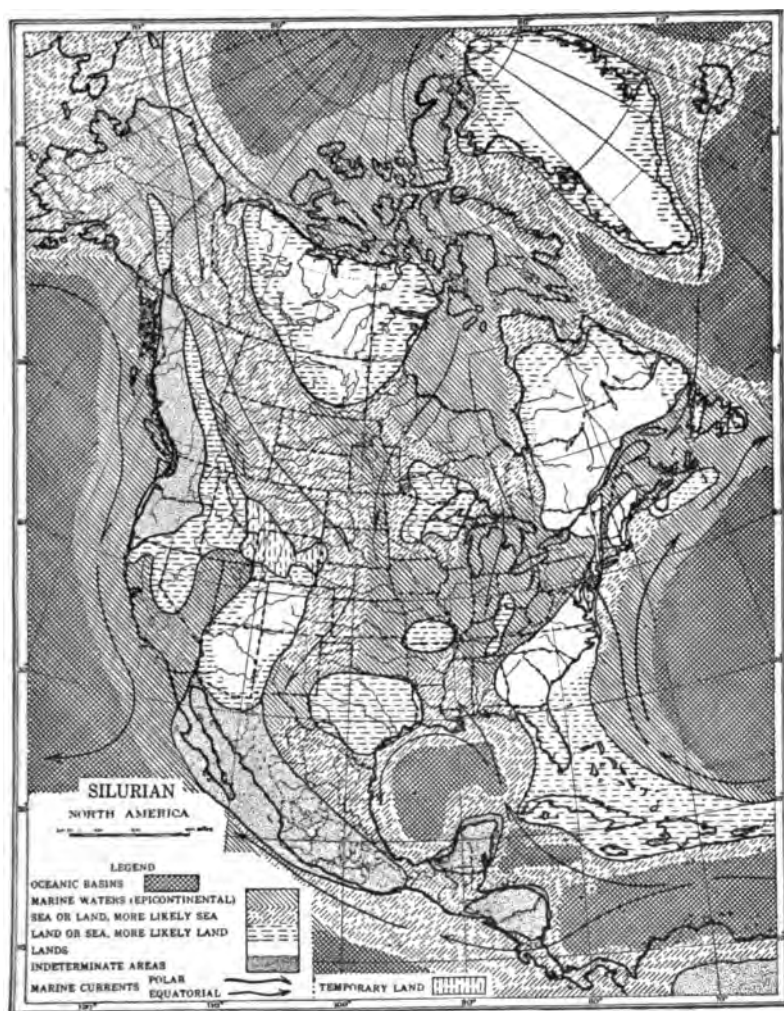 SILURIAN
NORTH AMERICA
LEGEND
OCEANIC BASINS
MARINE WATERS (EPICONTINENTAL)
SEA OR LAND, MORE LIKELY SEA
LAND OR SEA, MORE LIKELY LAND
LANDS
INDETERMINATE AREAS
MARINE CURRENTS POLAR
EQUATORIAL
TEMPORARY LAND